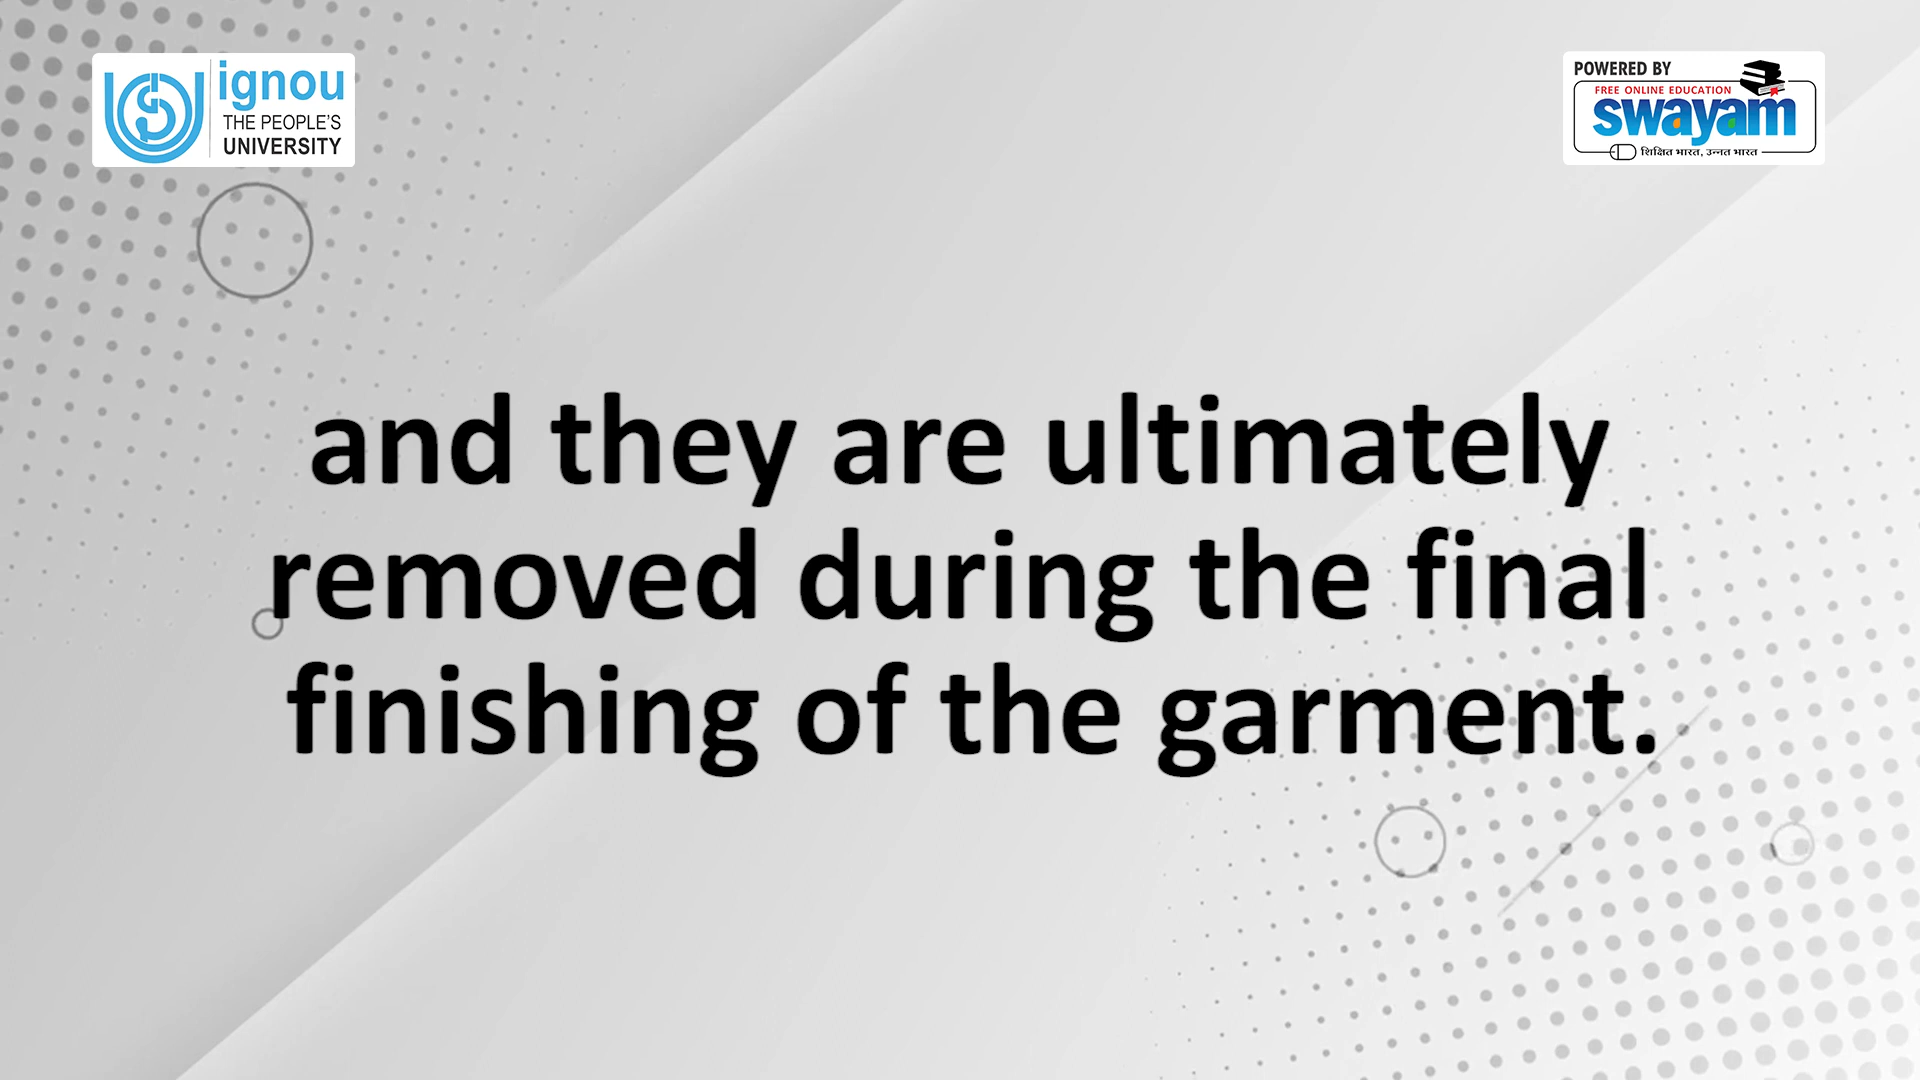 ignou
THE PEOPLE'S
UNIVERSITY
POWERED BY
FREE ONLINE EDUCATION
swayam
शिक्षित भारत, उन्नत भारत
and they are ultimately
removed during the final
finishing of the garment.